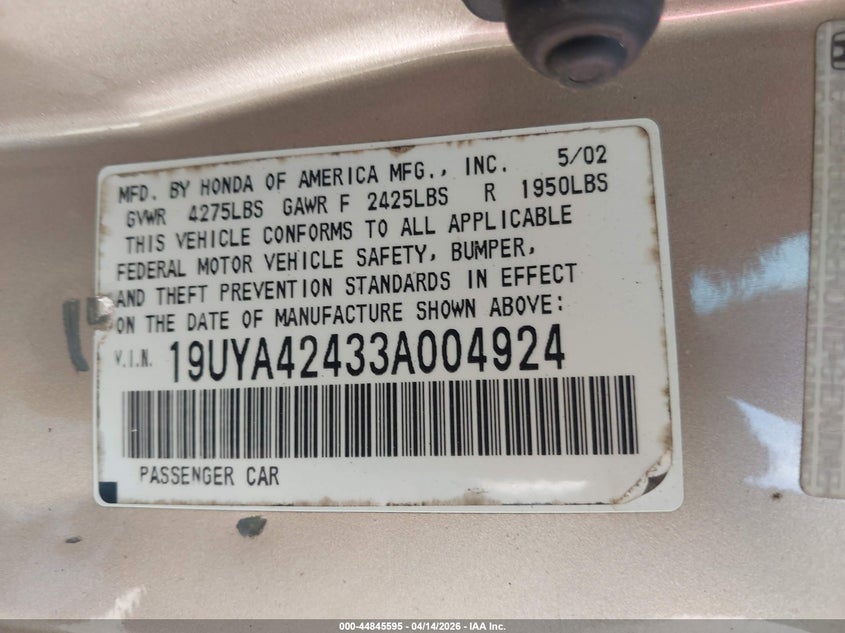 MFD. BY HONDA OF AMERICA MFG., INC. 5/02
GVWR 4275LBS GAWR F 2425LBS R 1950LBS
THIS VEHICLE CONFORMS TO ALL APPLICABLE
FEDERAL MOTOR VEHICLE SAFETY, BUMPER,
AND THEFT PREVENTION STANDARDS IN EFFECT
ON THE DATE OF MANUFACTURE SHOWN ABOVE:
V.I.N. 19UYA42433A004924
PASSENGER CAR
000-44845595 - 04/14/2026 - IAA Inc.